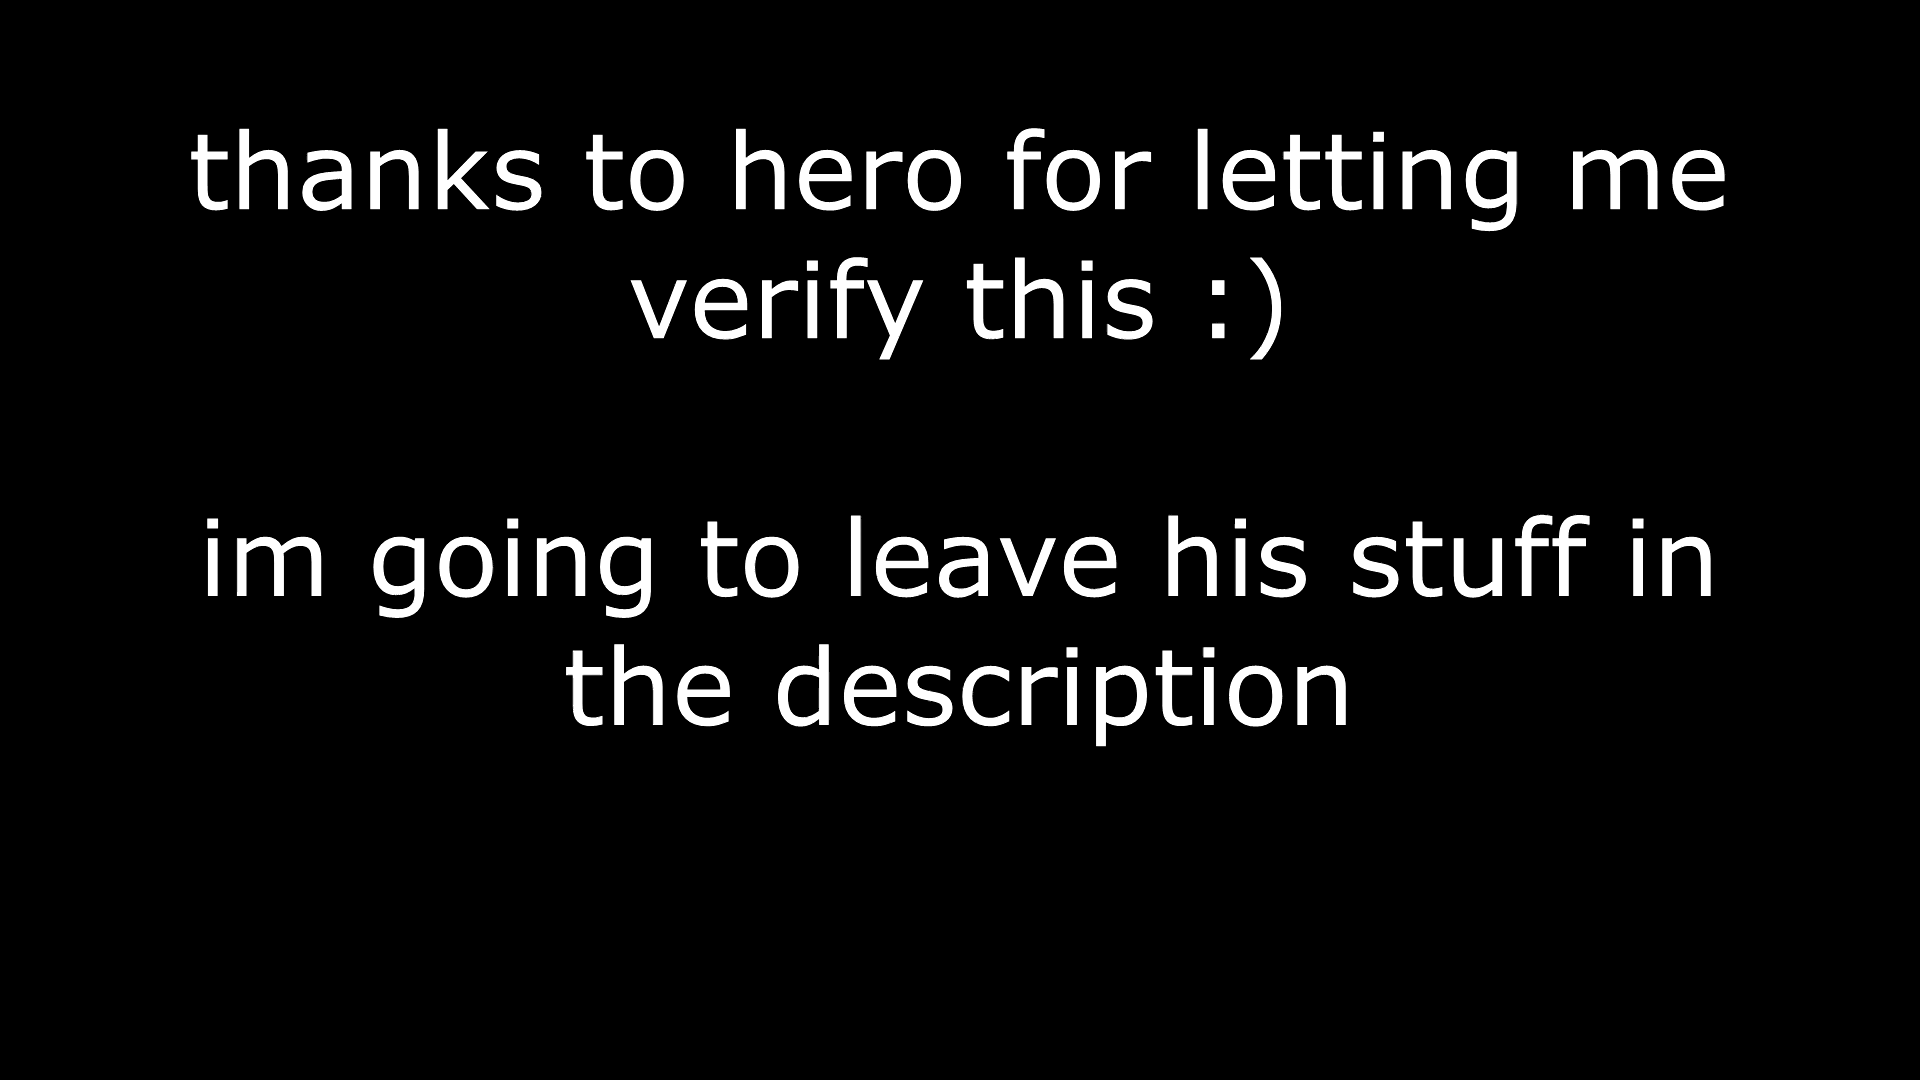 thanks to hero for letting me
verify this :)
im going to leave his stuff in
the description